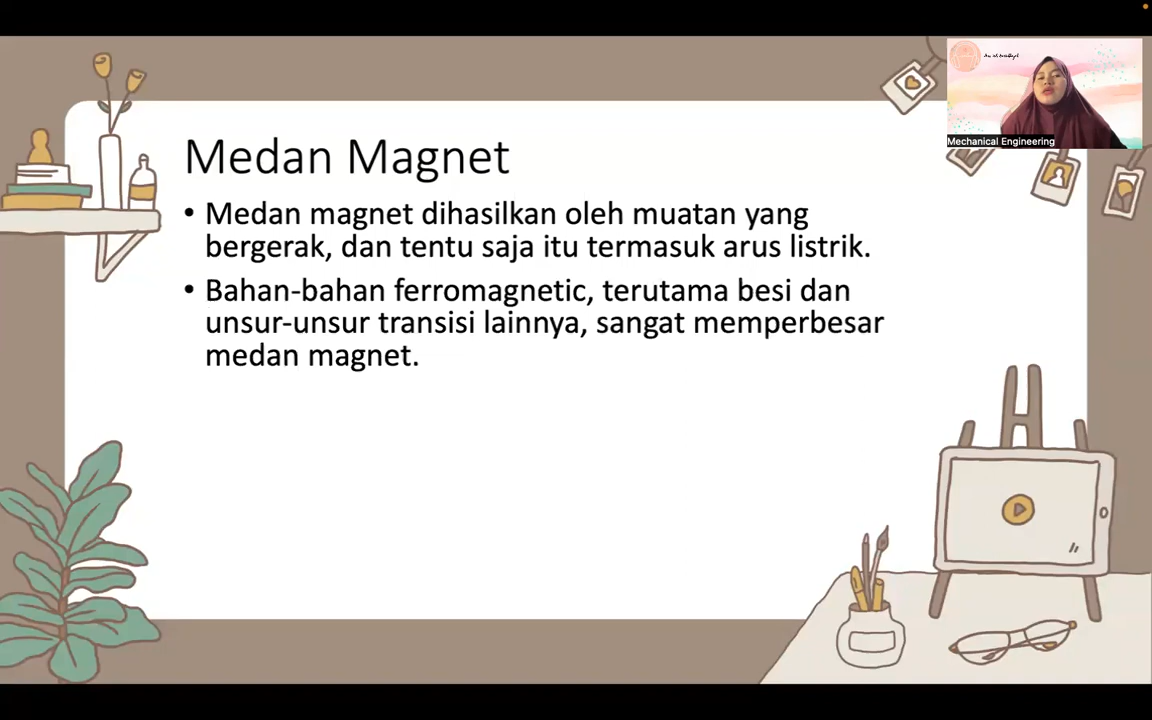 Medan Magnet
• Medan magnet dihasilkan oleh muatan yang
bergerak, dan tentu saja itu termasuk arus listrik.
• Bahan-bahan ferromagnetic, terutama besi dan
unsur-unsur transisi lainnya, sangat memperbesar
medan magnet.
Mechanical Engineering